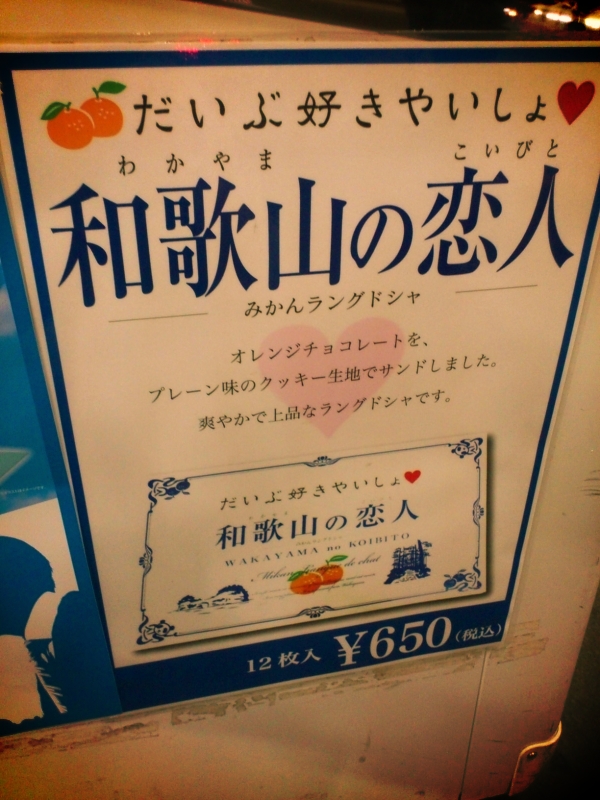 だいぶ好きやいしょ
わかやま こいびと
和歌山の恋人
みかんラングドシャ
オレンジチョコレートを、
プレーン味のクッキー生地でサンドしました。
爽やかで上品なラングドシャです。
だいぶ好きやいしょ
和歌山の恋人
WAKAYAMA no KOIBITO
12枚入 ¥650(税込)